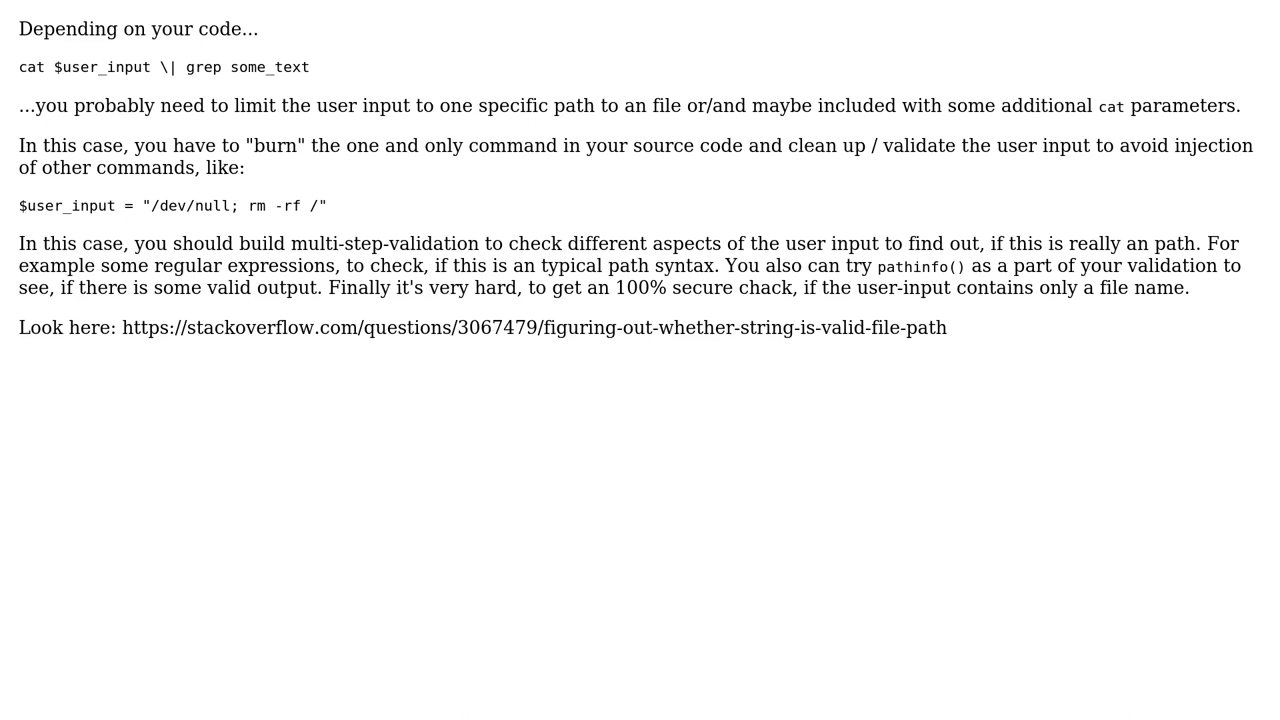 Depending on your code...
cat $user_input \| grep some_text
...you probably need to limit the user input to one specific path to an file or/and maybe included with some additional cat parameters.
In this case, you have to "burn" the one and only command in your source code and clean up / validate the user input to avoid injection
of other commands, like:
$user_input = "/dev/null; rm -rf /"
In this case, you should build multi-step-validation to check different aspects of the user input to find out, if this is really an path. For
example some regular expressions, to check, if this is an typical path syntax. You also can try pathinfo() as a part of your validation to
see, if there is some valid output. Finally it's very hard, to get an 100% secure chack, if the user-input contains only a file name.
Look here: https://stackoverflow.com/questions/3067479/figuring-out-whether-string-is-valid-file-path